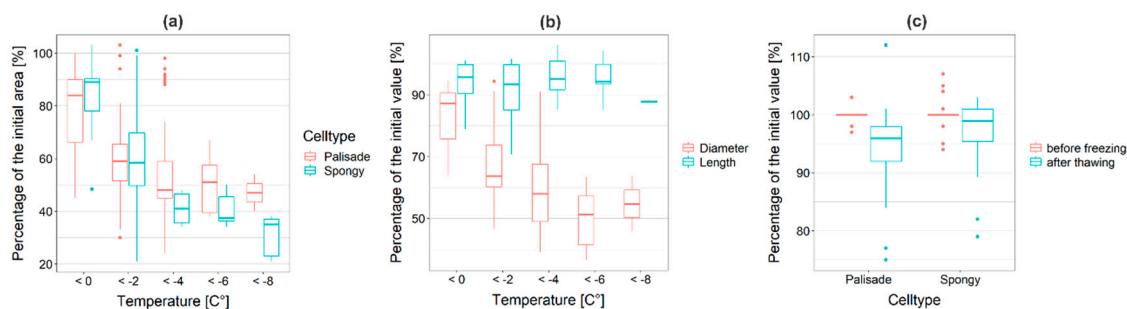 (a)
Percentage of the initial area [%]
100
80
60
40
20
< 0
< -2
< -4
< -6
< -8
Temperature [C°]
Celltype
Palisade
Spongy
(b)
Percentage of the initial value [%]
90
70
50
< 0
< -2
< -4
< -6
< -8
Temperature [C°]
Diameter
Length
(c)
Percentage of the initial value [%]
110
100
90
80
Palisade
Spongy
Celltype
before freezing
after thawing